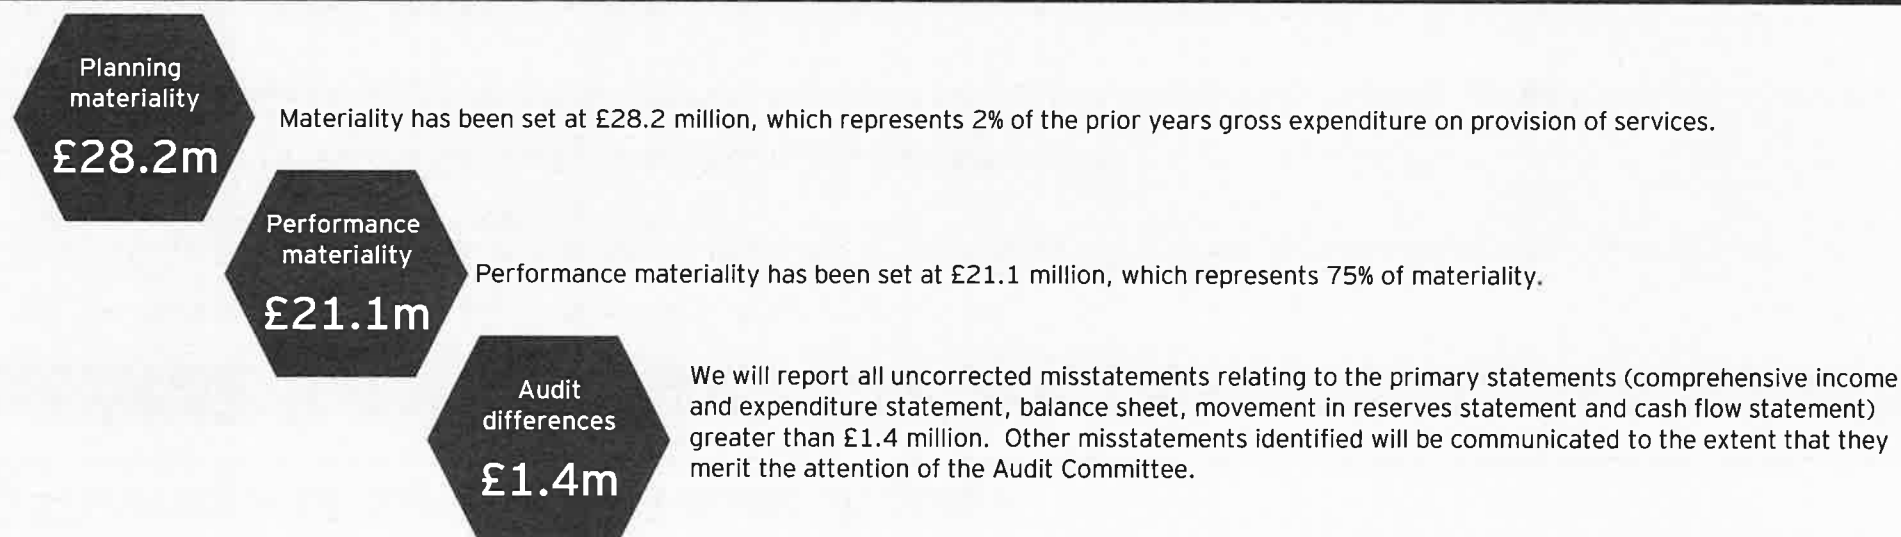 Planning
materiality
£28.2m
Materiality has been set at £28.2 million, which represents 2% of the prior years gross expenditure on provision of services.
Performance
materiality
£21.1m
Performance materiality has been set at £21.1 million, which represents 75% of materiality.
Audit
differences
£1.4m
We will report all uncorrected misstatements relating to the primary statements (comprehensive income
and expenditure statement, balance sheet, movement in reserves statement and cash flow statement)
greater than £1.4 million.  Other misstatements identified will be communicated to the extent that they
merit the attention of the Audit Committee.